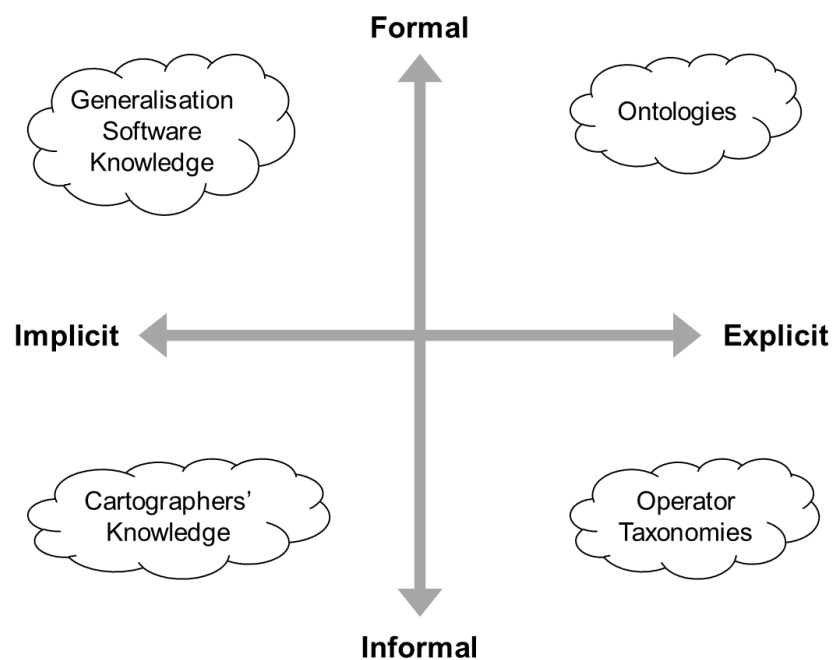 Formal
Generalisation
Software
Knowledge
Ontologies
Implicit
Explicit
Cartographers’
Knowledge
Operator
Taxonomies
Informal